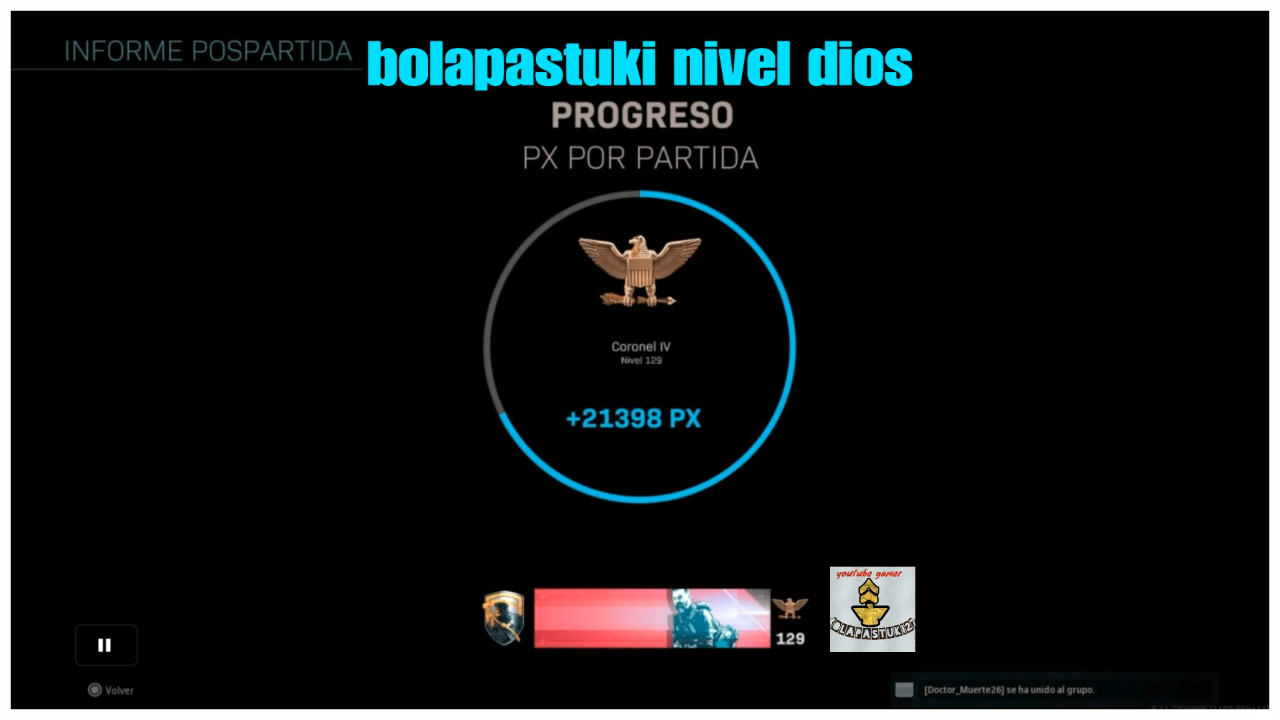 INFORME POSPARTIDA
bolapastuki nivel dios
PROGRESO
PX POR PARTIDA
Coronel IV
Nivel 129
+21398 PX
129
youtube gamer
BOLAPASTUKI21
Volver
[Doctor_Muerte26] se ha unido al grupo.